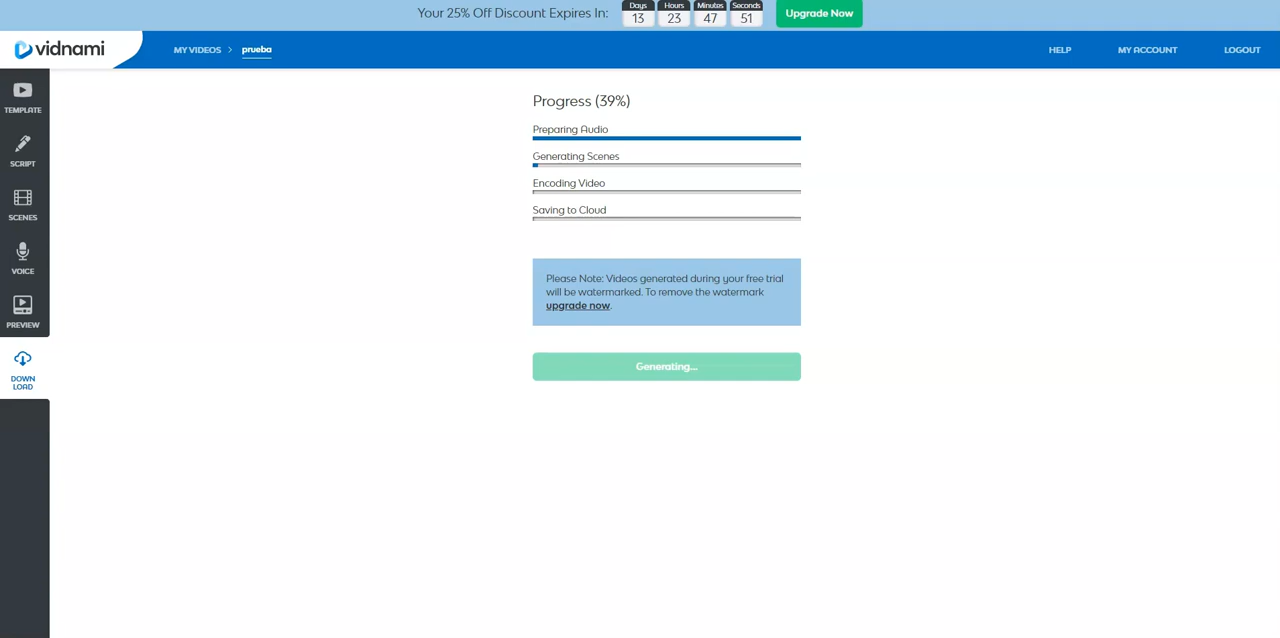 Your 25% Off Discount Expires In:
Days Hours Minutes Seconds
13 23 47 51
Upgrade Now
vidnami
MY VIDEOS > prueba
HELP
MY ACCOUNT
LOGOUT
TEMPLATE
SCRIPT
SCENES
VOICE
PREVIEW
DOWN
LOAD
Progress (39%)
Preparing Audio
Generating Scenes
Encoding Video
Saving to Cloud
Please Note: Videos generated during your free trial
will be watermarked. To remove the watermark
upgrade now.
Generating...